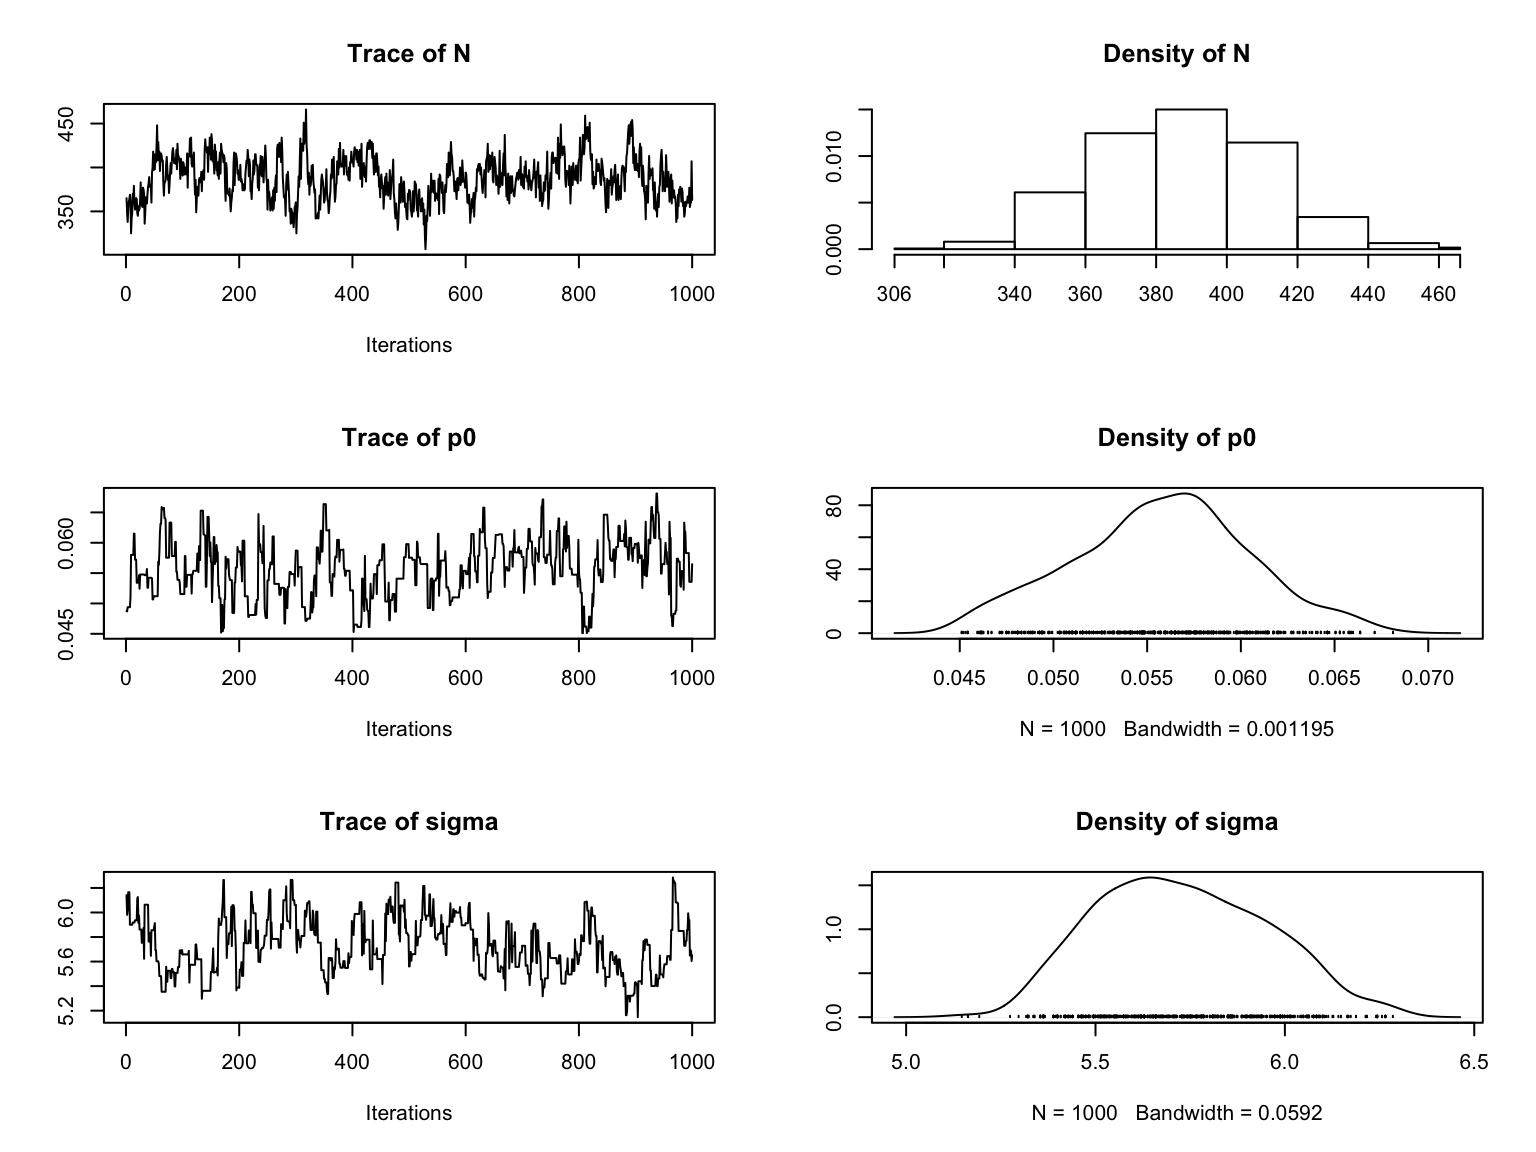 Trace of N
450
350
0 200 400 600 800 1000
Iterations
Density of N
0.010
0.000
306 340 360 380 400 420 440 460
Trace of p0
0.060
0.045
0 200 400 600 800 1000
Iterations
Density of p0
80
40
0
0.045 0.050 0.055 0.060 0.065 0.070
N = 1000 Bandwidth = 0.001195
Trace of sigma
6.0
5.6
5.2
0 200 400 600 800 1000
Iterations
Density of sigma
1.0
0.0
5.0 5.5 6.0 6.5
N = 1000 Bandwidth = 0.0592